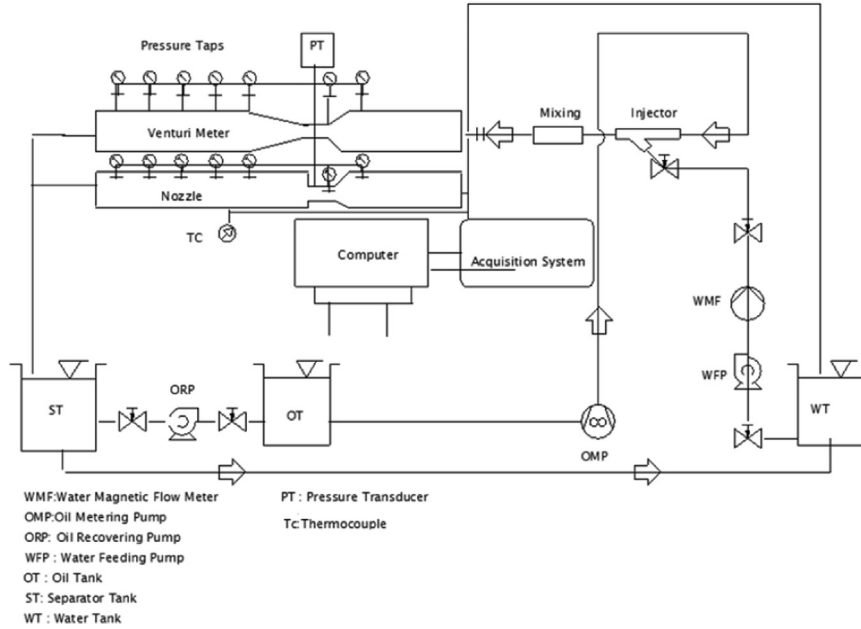 Pressure Taps
PT
Mixing
Injector
Venturi Meter
Nozzle
TC
Computer
Acquisition System
WMF
ORP
WFP
ST
OT
WT
OMP
WMF:Water Magnetic Flow Meter
OMP:Oil Metering Pump
ORP: Oil Recovering Pump
WFP : Water Feeding Pump
OT : Oil Tank
ST: Separator Tank
WT : Water Tank
PT : Pressure Transducer
Tc:Thermocouple